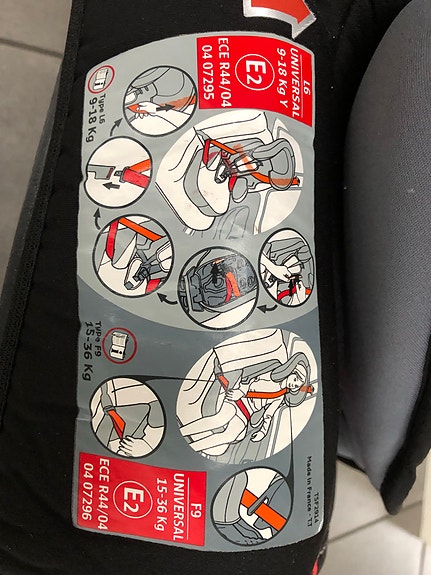 L6
UNIVERSAL
9-18 Kg Y
E2
ECE R44/04
04 07295
i
Type L6
9-18 Kg
i
Type F9
15-36 Kg
F9
UNIVERSAL
15-36 Kg
E2
ECE R44/04
04 07296
TSF2014
Made in France -